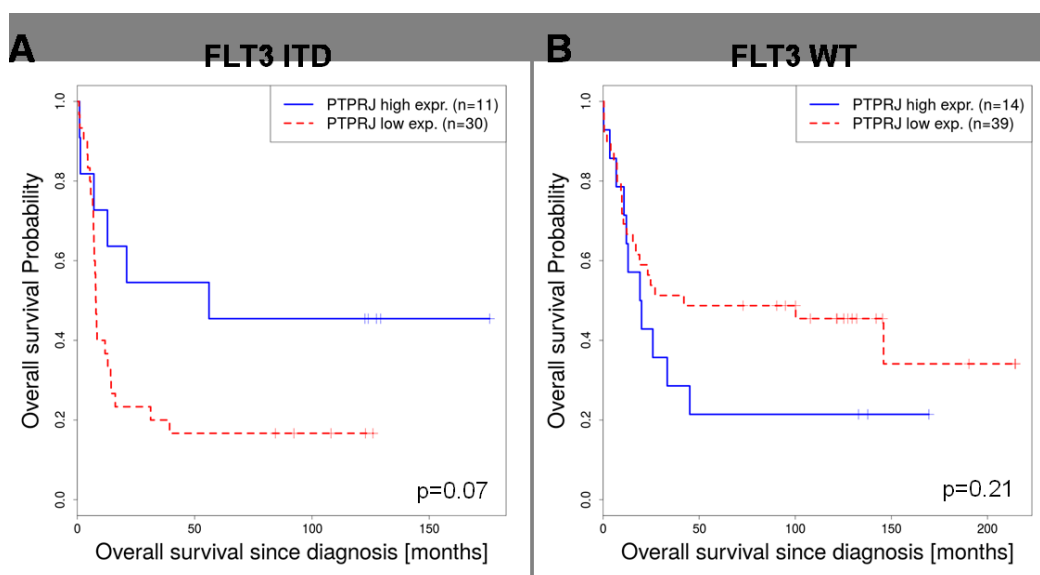 A
FLT3 ITD
PTPRJ high expr. (n=11)
PTPRJ low exp. (n=30)
Overall survival Probability
1.0
0.8
0.6
0.4
0.2
0.0
p=0.07
0
50
100
150
Overall survival since diagnosis [months]
B
FLT3 WT
PTPRJ high expr. (n=14)
PTPRJ low exp. (n=39)
Overall survival Probability
1.0
0.8
0.6
0.4
0.2
0.0
p=0.21
0
50
100
150
200
Overall survival since diagnosis [months]